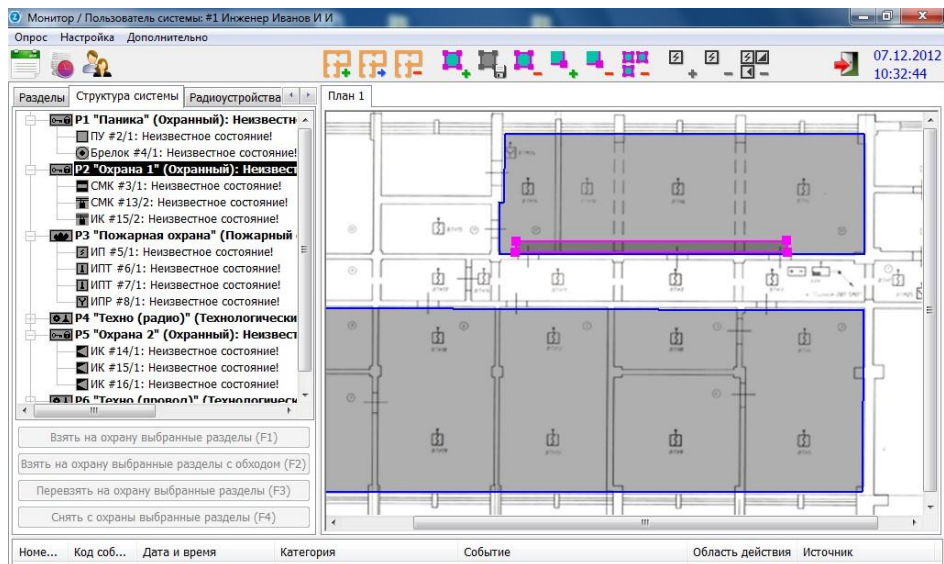 Монитор / Пользователь системы: #1 Инженер Иванов И И
Опрос Настройка Дополнительно
07.12.2012
10:32:44
Разделы Структура системы Радиоустройства
План 1
P1 "Паника" (Охранный): Неизвестн
ПУ #2/1: Неизвестное состояние!
Брелок #4/1: Неизвестное состояние!
P2 "Охрана 1" (Охранный): Неизвест
СМК #3/1: Неизвестное состояние!
СМК #13/2: Неизвестное состояние!
ИК #15/2: Неизвестное состояние!
P3 "Пожарная охрана" (Пожарный
ИП #5/1: Неизвестное состояние!
ИПТ #6/1: Неизвестное состояние!
ИПТ #7/1: Неизвестное состояние!
ИПР #8/1: Неизвестное состояние!
P4 "Техно (радио)" (Технологически
P5 "Охрана 2" (Охранный): Неизвест
ИК #14/1: Неизвестное состояние!
ИК #15/1: Неизвестное состояние!
ИК #16/1: Неизвестное состояние!
P6 "Техно (провод)" (Технологическ
Взять на охрану выбранные разделы (F1)
Взять на охрану выбранные разделы с обходом (F2)
Перевзять на охрану выбранные разделы (F3)
Снять с охраны выбранные разделы (F4)
Номе... Код соб... Дата и время Категория Событие Область действия Источник